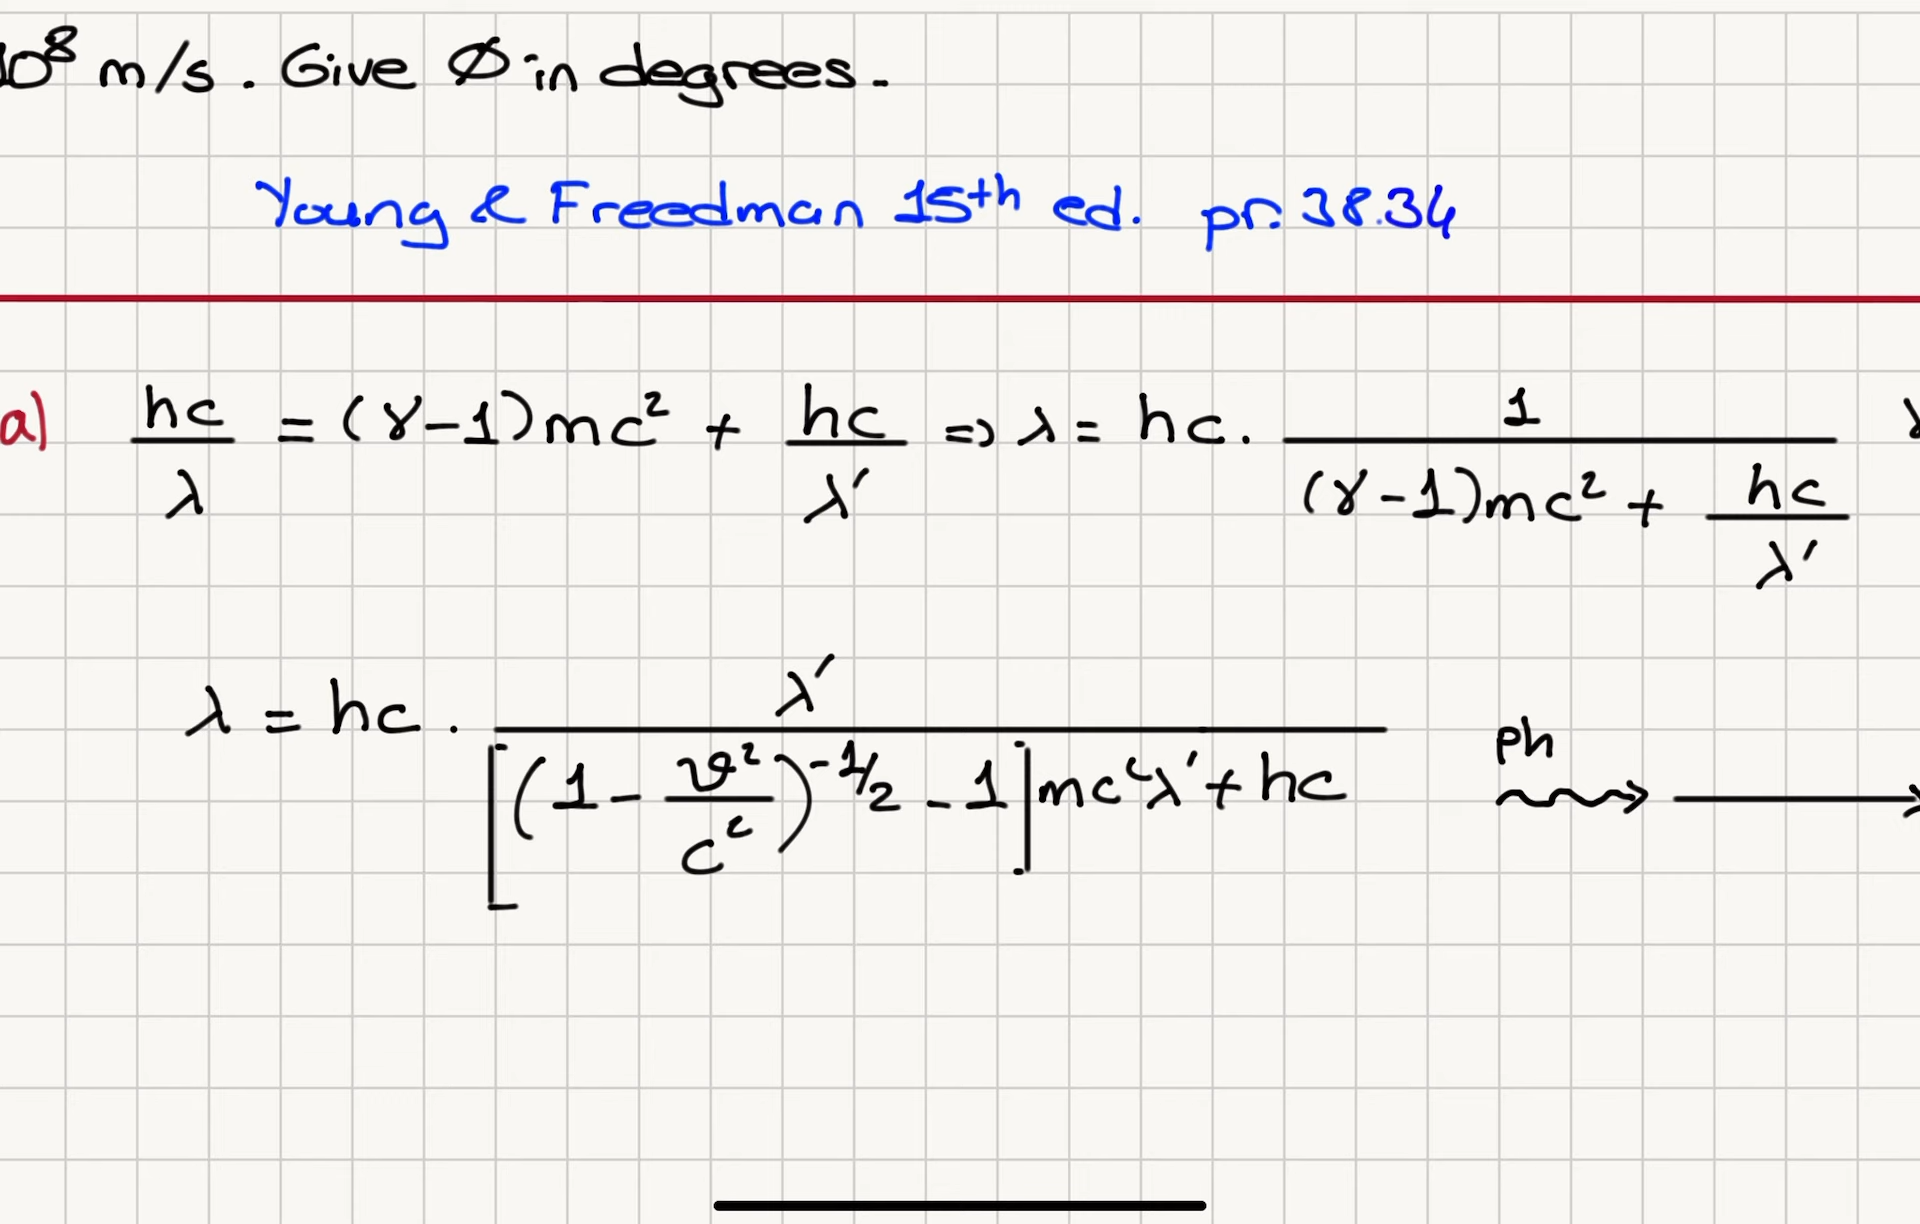 10⁸ m/s. Give Ø in degrees.
Young & Freedman 15th ed. pr. 38.34
a) hc/λ = (γ-1)mc² + hc/λ' => λ = hc · 1/((γ-1)mc² + hc/λ')
λ = hc · λ'/([(1 - v²/c²)^(-1/2) - 1]mc²λ' + hc)
ph